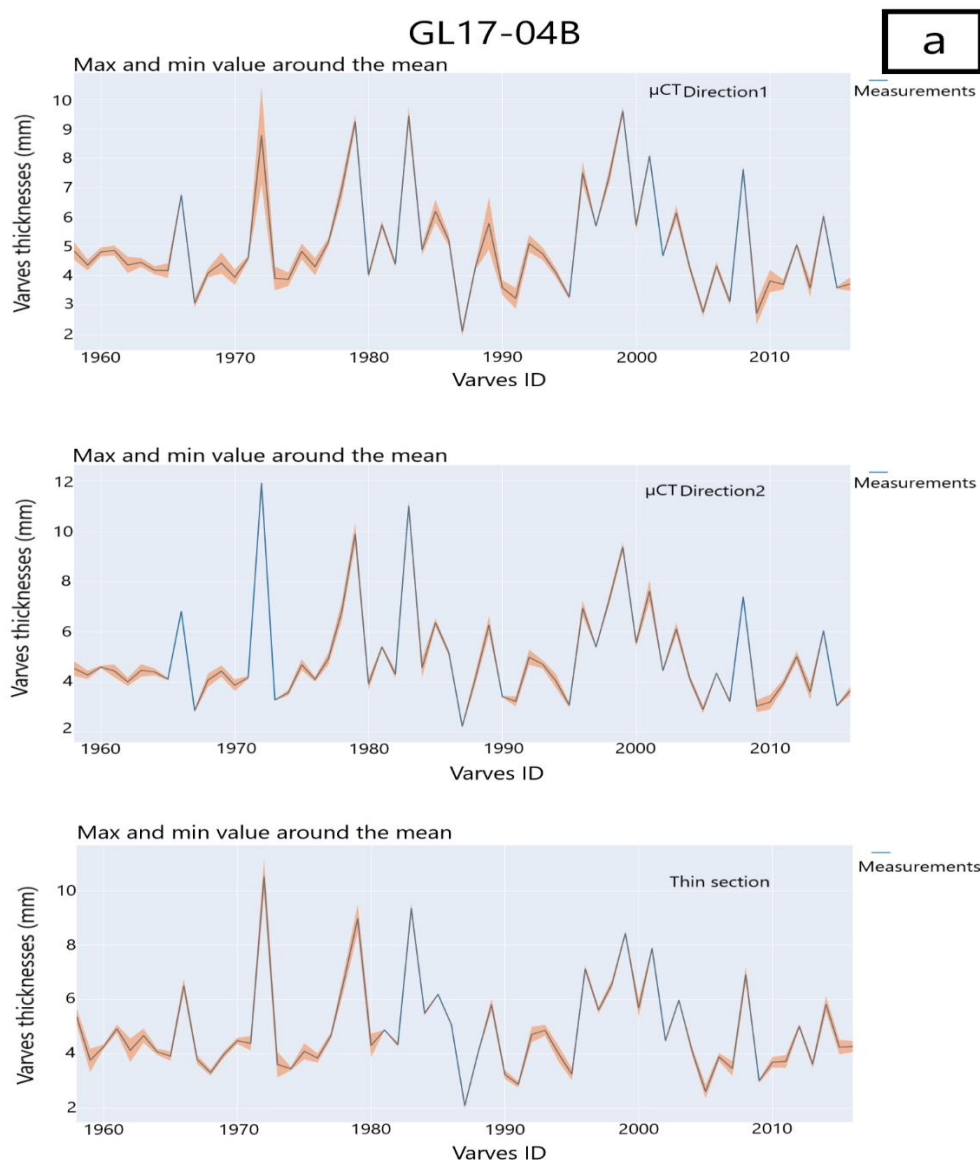 GL17-04B
a
Max and min value around the mean
µCT Direction1
Measurements
Varves thicknesses (mm)
10
9
8
7
6
5
4
3
2
1960 1970 1980 1990 2000 2010
Varves ID
Max and min value around the mean
µCT Direction2
Measurements
Varves thicknesses (mm)
12
10
8
6
4
2
1960 1970 1980 1990 2000 2010
Varves ID
Max and min value around the mean
Thin section
Measurements
Varves thicknesses (mm)
10
8
6
4
2
1960 1970 1980 1990 2000 2010
Varves ID